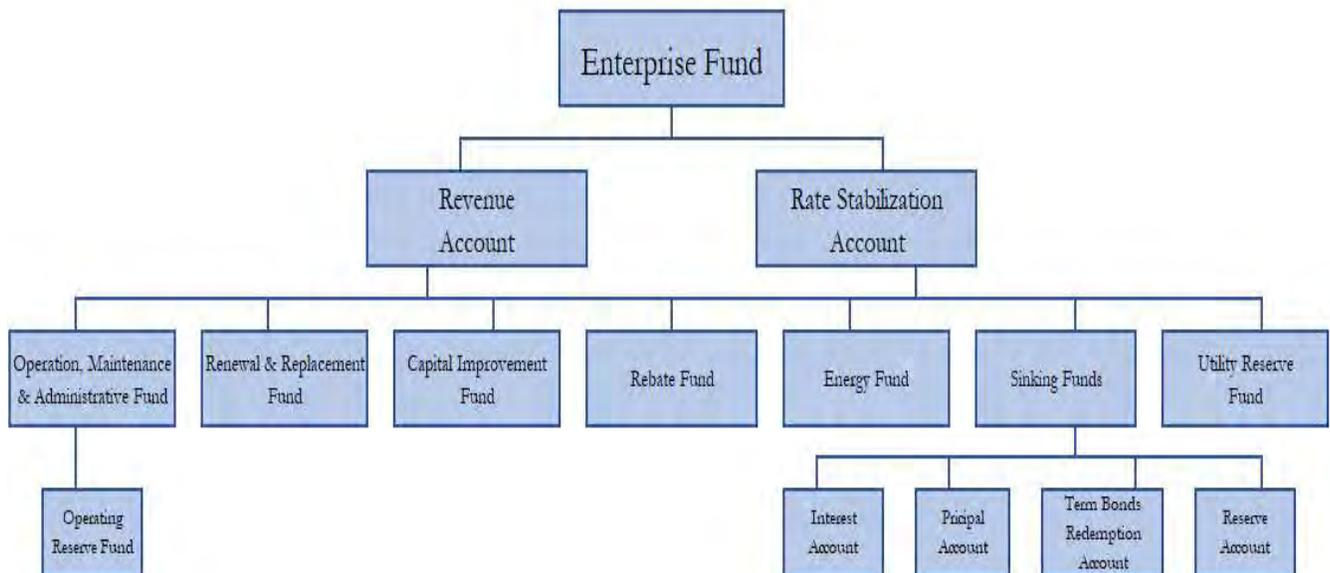 Enterprise Fund
Revenue
Account
Rate Stabilization
Account
Operation, Maintenance
& Administrative Fund
Renewal & Replacement
Fund
Capital Improvement
Fund
Rebate Fund
Energy Fund
Sinking Funds
Utility Reserve
Fund
Operating
Reserve Fund
Interest
Account
Pricipal
Account
Term Bonds
Redemption
Account
Reserve
Account